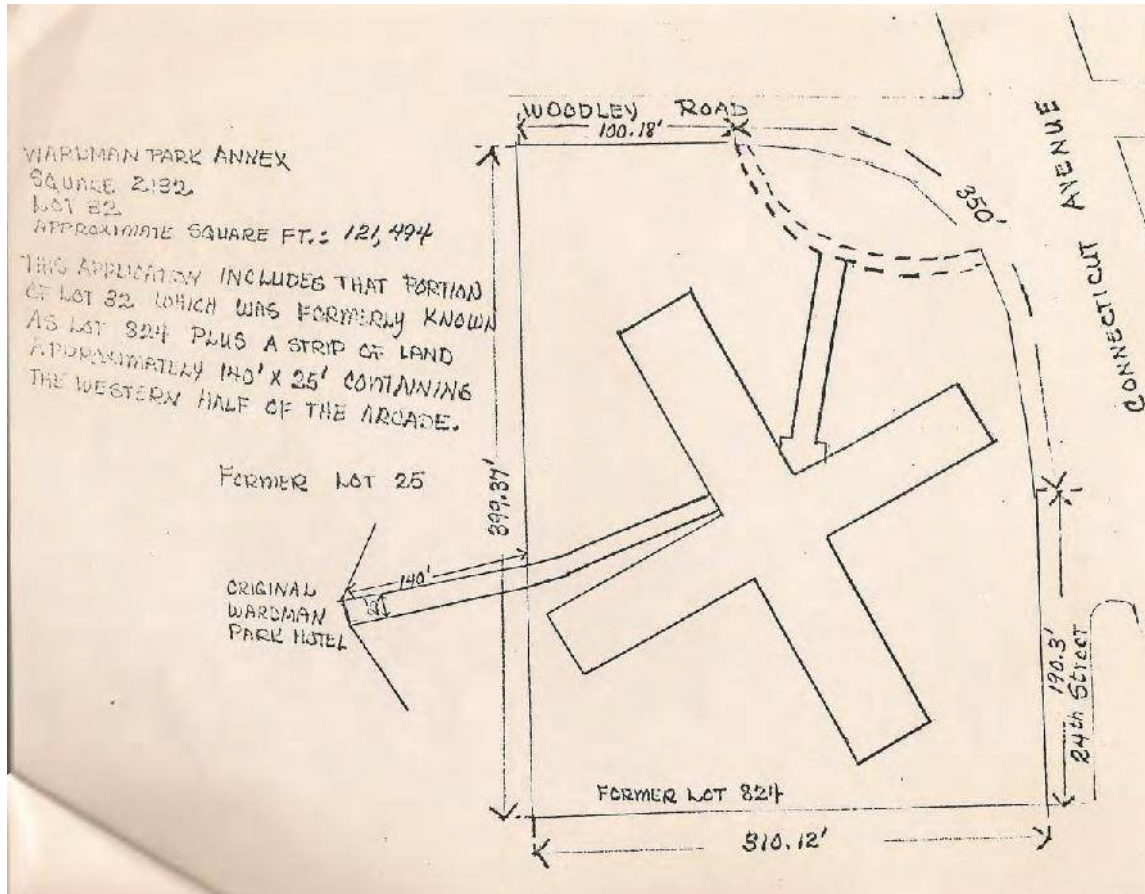 WOODLEY ROAD
100.18'
WARDMAN PARK ANNEX
SQUARE 2132
LOT 32
APPROXIMATE SQUARE FT.: 121,494
THIS APPLICATION INCLUDES THAT PORTION
OF LOT 32 WHICH WAS FORMERLY KNOWN
AS LOT 824 PLUS A STRIP OF LAND
APPROXIMATELY 140' X 25' CONTAINING
THE WESTERN HALF OF THE ARCADE.
350'
CONNECTICUT AVENUE
FORMER LOT 25
399.37'
140'
ORIGINAL
WARDMAN
PARK HOTEL
190.3'
24th Street
FORMER LOT 824
310.12'